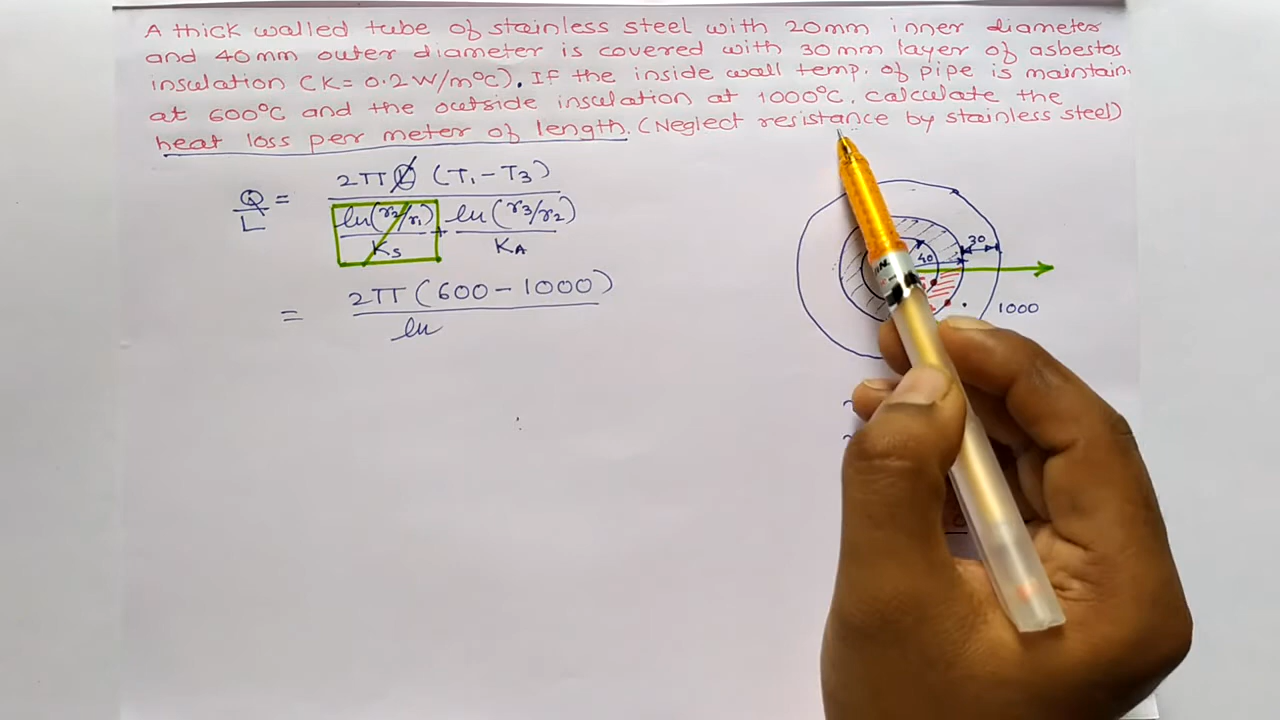 A thick walled tube of stainless steel with 20mm inner diameter
and 40mm outer diameter is covered with 30mm layer of asbestos
insulation (K= 0.2 W/m°C). If the inside wall temp. of pipe is maintain.
at 600°C and the outside insulation at 1000°C. calculate the
heat loss per meter of length. (Neglect resistance by stainless steel)
Q/L = 2πL (T1 - T3) / ln(r2/r1)/KS + ln(r3/r2)/KA
= 2π(600 - 1000) / ln
30
40
1000